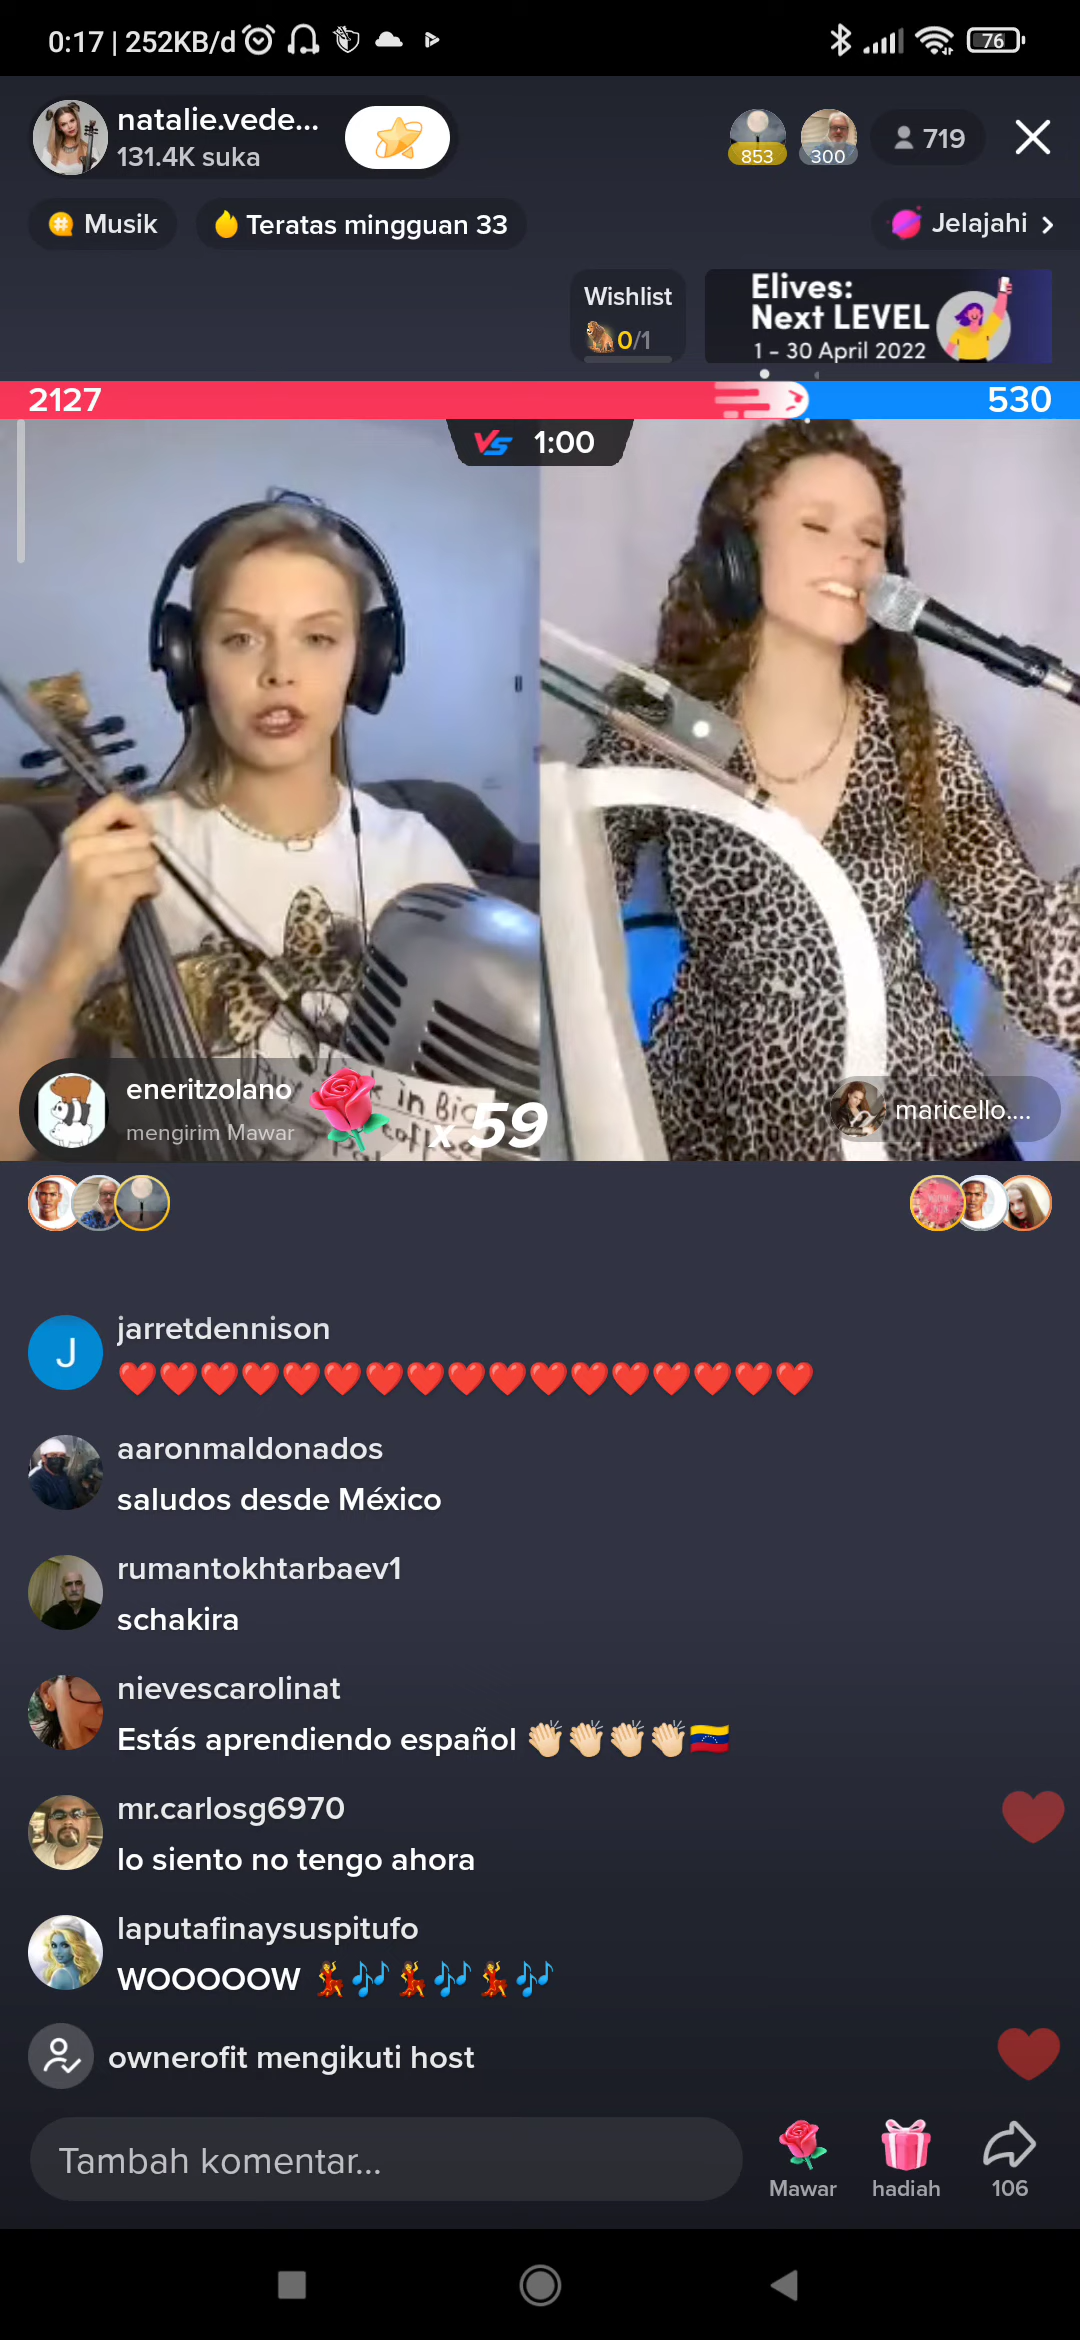 0:17 | 252KB/d
76
natalie.vede...
131.4K suka
853
300
719
Musik
Teratas mingguan 33
Jelajahi
Wishlist
0/1
Elives:
Next LEVEL
1 - 30 April 2022
2127
530
VS 1:00
eneritzolano
mengirim Mawar
x 59
in Big
maricello....
jarretdennison
❤️❤️❤️❤️❤️❤️❤️❤️❤️❤️❤️❤️❤️❤️❤️❤️❤️
aaronmaldonados
saludos desde México
rumantokhtarbaev1
schakira
nievescarolinat
Estás aprendiendo español 👏🏻👏🏻👏🏻👏🏻🇻🇪
mr.carlosg6970
lo siento no tengo ahora
laputafinaysuspitufo
WOOOOOW 💃🎶💃🎶💃🎶
ownerofit mengikuti host
Tambah komentar...
Mawar
hadiah
106
J